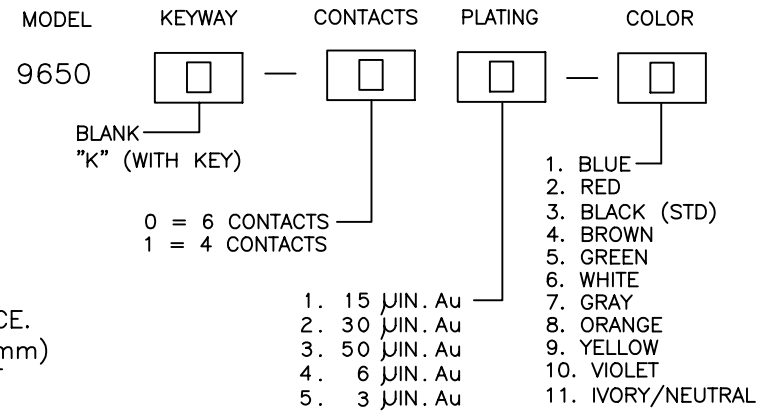 MODEL KEYWAY CONTACTS PLATING COLOR
9650 — —
BLANK
"K" (WITH KEY)
0 = 6 CONTACTS
1 = 4 CONTACTS
1. 15 µIN. Au
2. 30 µIN. Au
3. 50 µIN. Au
4. 6 µIN. Au
5. 3 µIN. Au
1. BLUE
2. RED
3. BLACK (STD)
4. BROWN
5. GREEN
6. WHITE
7. GRAY
8. ORANGE
9. YELLOW
10. VIOLET
11. IVORY/NEUTRAL
CE.
mm)